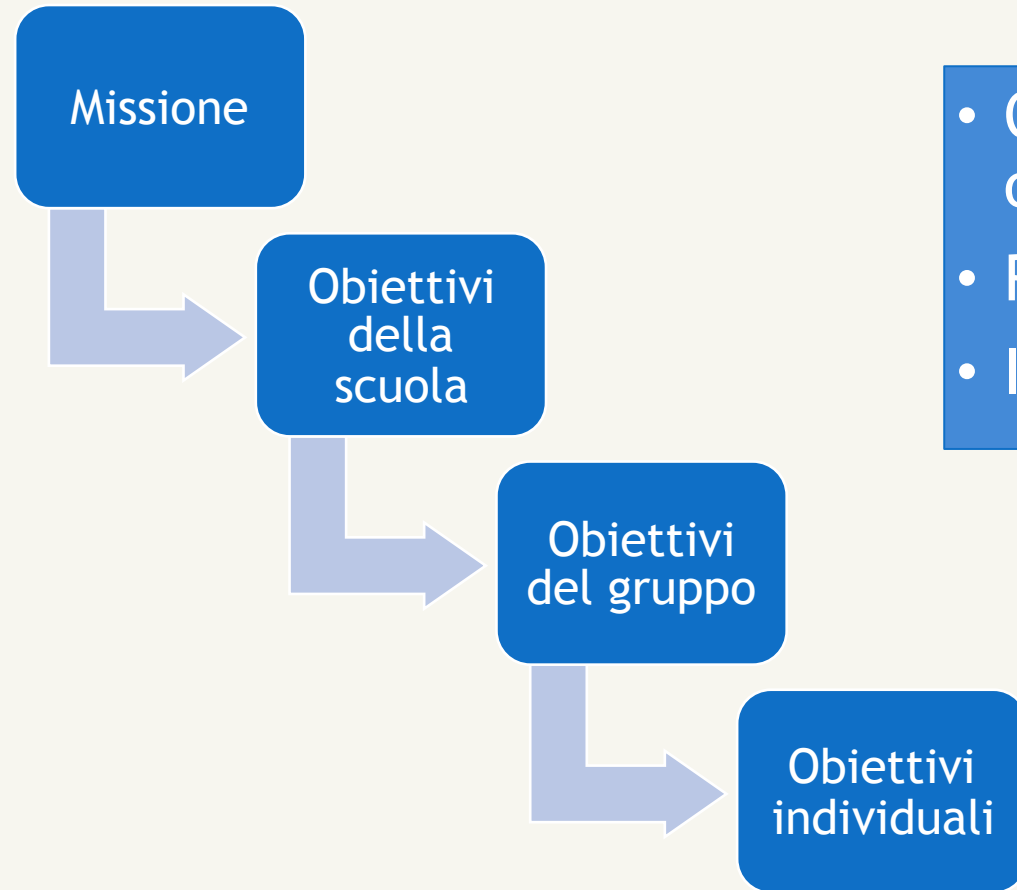 Missione
Obiettivi
della
scuola
Obiettivi
del gruppo
Obiettivi
individuali